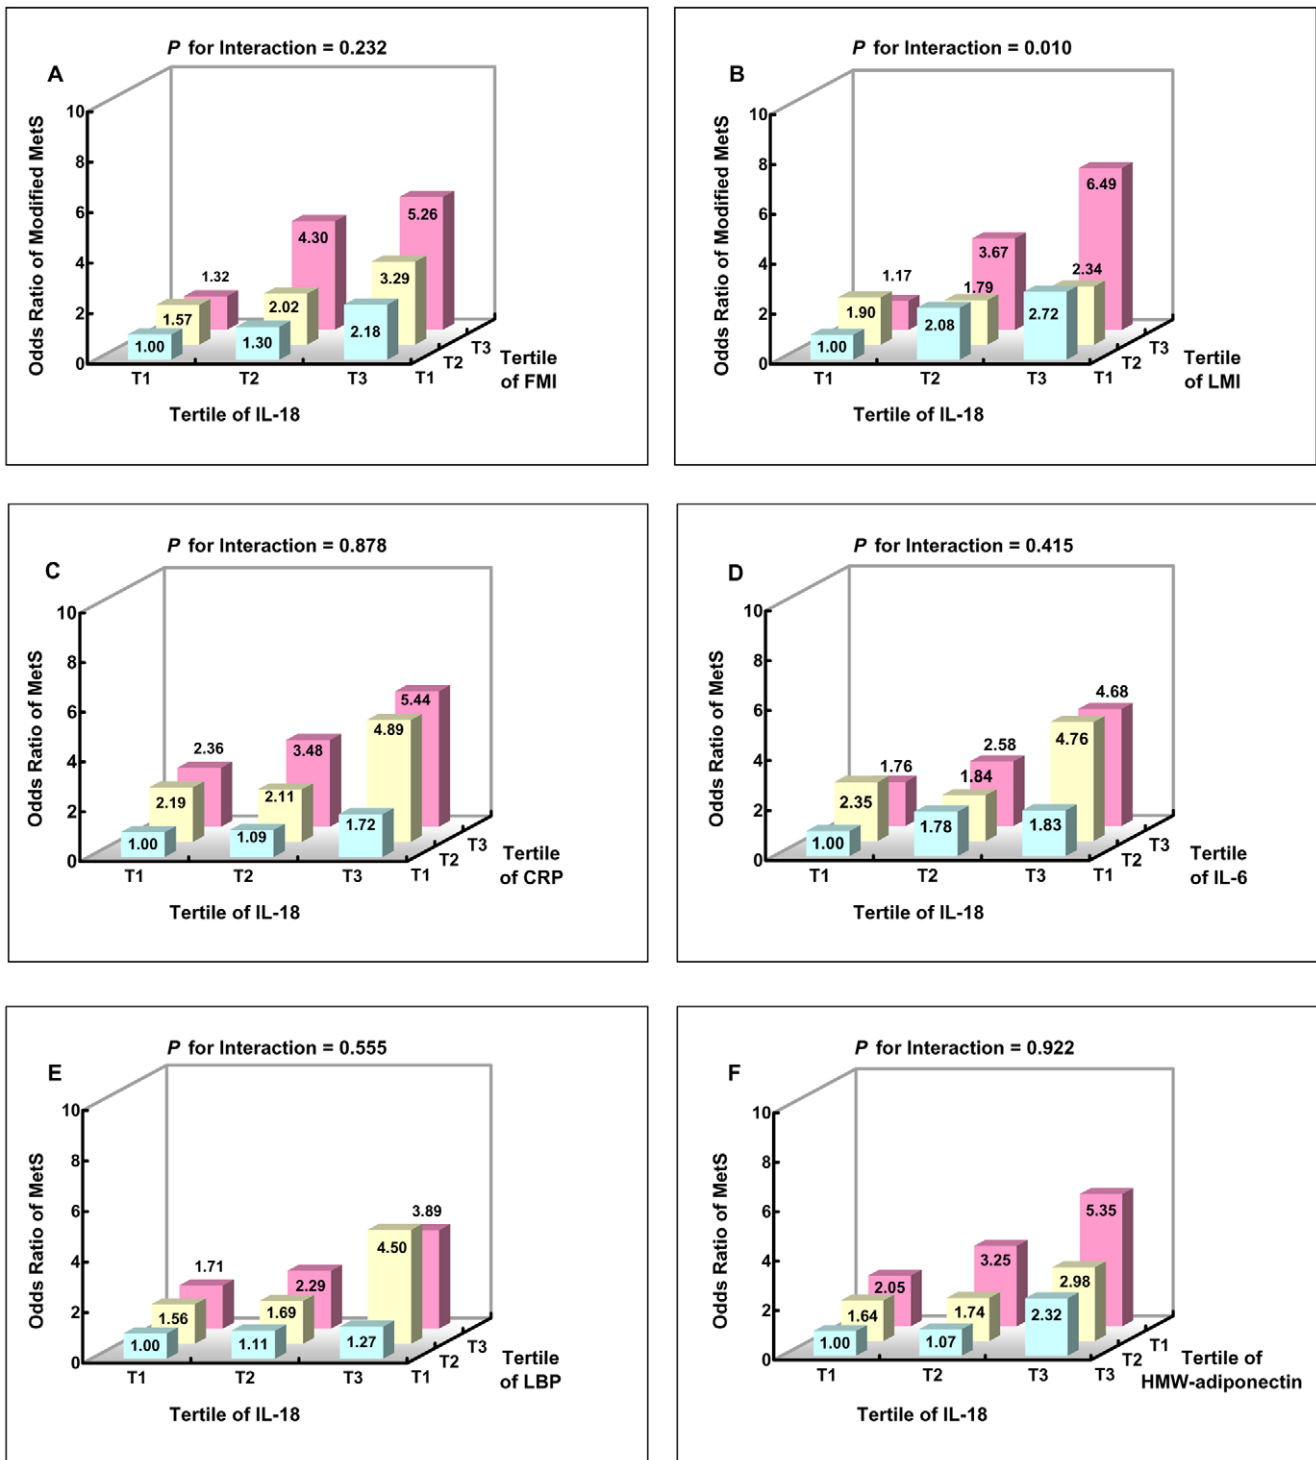 P for Interaction = 0.232
A
Odds Ratio of Modified MetS
10
8
6
4
2
0
1.32
4.30
5.26
1.57
2.02
3.29
1.00
1.30
2.18
T1
T2
T3
T1
T2
T3
Tertile
of FMI
Tertile of IL-18
P for Interaction = 0.010
B
Odds Ratio of Modified MetS
10
8
6
4
2
0
1.17
3.67
6.49
1.90
1.79
2.34
1.00
2.08
2.72
T1
T2
T3
T1
T2
T3
Tertile
of LMI
Tertile of IL-18
P for Interaction = 0.878
C
Odds Ratio of MetS
10
8
6
4
2
0
2.36
3.48
5.44
2.19
2.11
4.89
1.00
1.09
1.72
T1
T2
T3
T1
T2
T3
Tertile
of CRP
Tertile of IL-18
P for Interaction = 0.415
D
Odds Ratio of MetS
10
8
6
4
2
0
1.76
2.58
4.68
2.35
1.84
4.76
1.00
1.78
1.83
T1
T2
T3
T1
T2
T3
Tertile
of IL-6
Tertile of IL-18
P for Interaction = 0.555
E
Odds Ratio of MetS
10
8
6
4
2
0
1.71
2.29
3.89
1.56
1.69
4.50
1.00
1.11
1.27
T1
T2
T3
T1
T2
T3
Tertile
of LBP
Tertile of IL-18
P for Interaction = 0.922
F
Odds Ratio of MetS
10
8
6
4
2
0
2.05
3.25
5.35
1.64
1.74
2.98
1.00
1.07
2.32
T1
T2
T3
T3
T2
T1
Tertile of
HMW-adiponectin
Tertile of IL-18